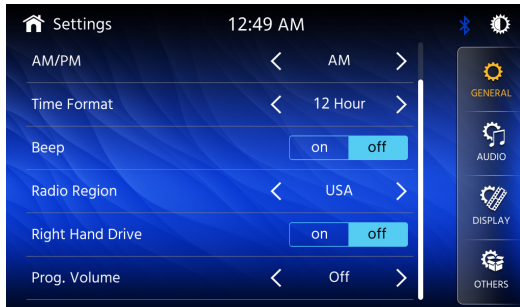 Settings 12:49 AM
AM/PM AM
Time Format 12 Hour
Beep on off
Radio Region USA
Right Hand Drive on off
Prog. Volume Off
GENERAL
AUDIO
DISPLAY
OTHERS